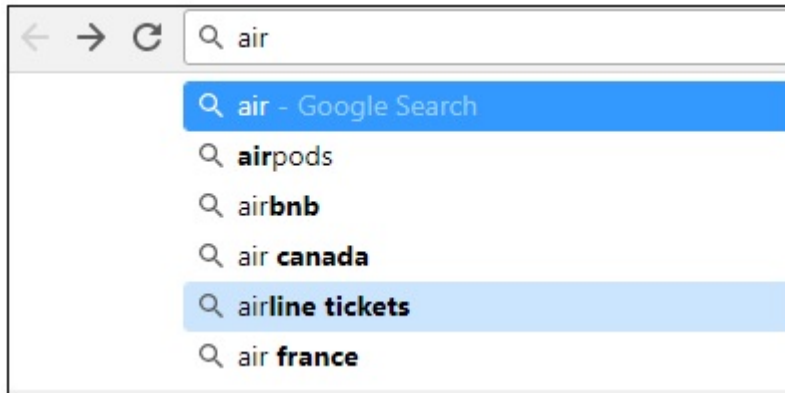 air
air - Google Search
airpods
airbnb
air canada
airline tickets
air france